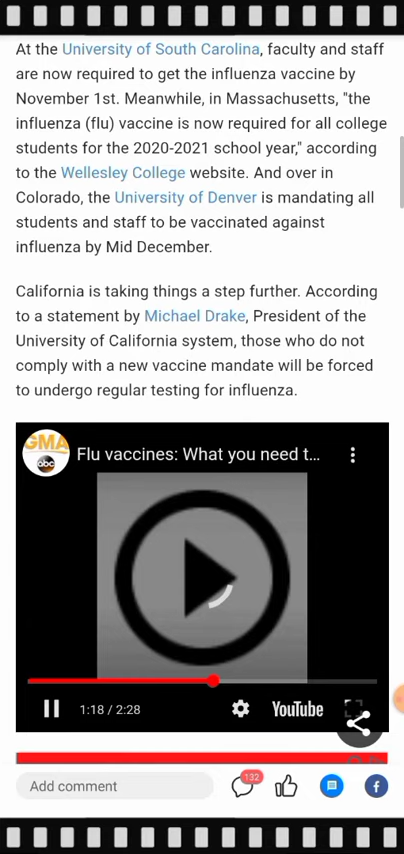 At the University of South Carolina, faculty and staff
are now required to get the influenza vaccine by
November 1st. Meanwhile, in Massachusetts, "the
influenza (flu) vaccine is now required for all college
students for the 2020-2021 school year," according
to the Wellesley College website. And over in
Colorado, the University of Denver is mandating all
students and staff to be vaccinated against
influenza by Mid December.
California is taking things a step further. According
to a statement by Michael Drake, President of the
University of California system, those who do not
comply with a new vaccine mandate will be forced
to undergo regular testing for influenza.
GMA
abc
Flu vaccines: What you need t...
1:18 / 2:28
YouTube
Add comment
132